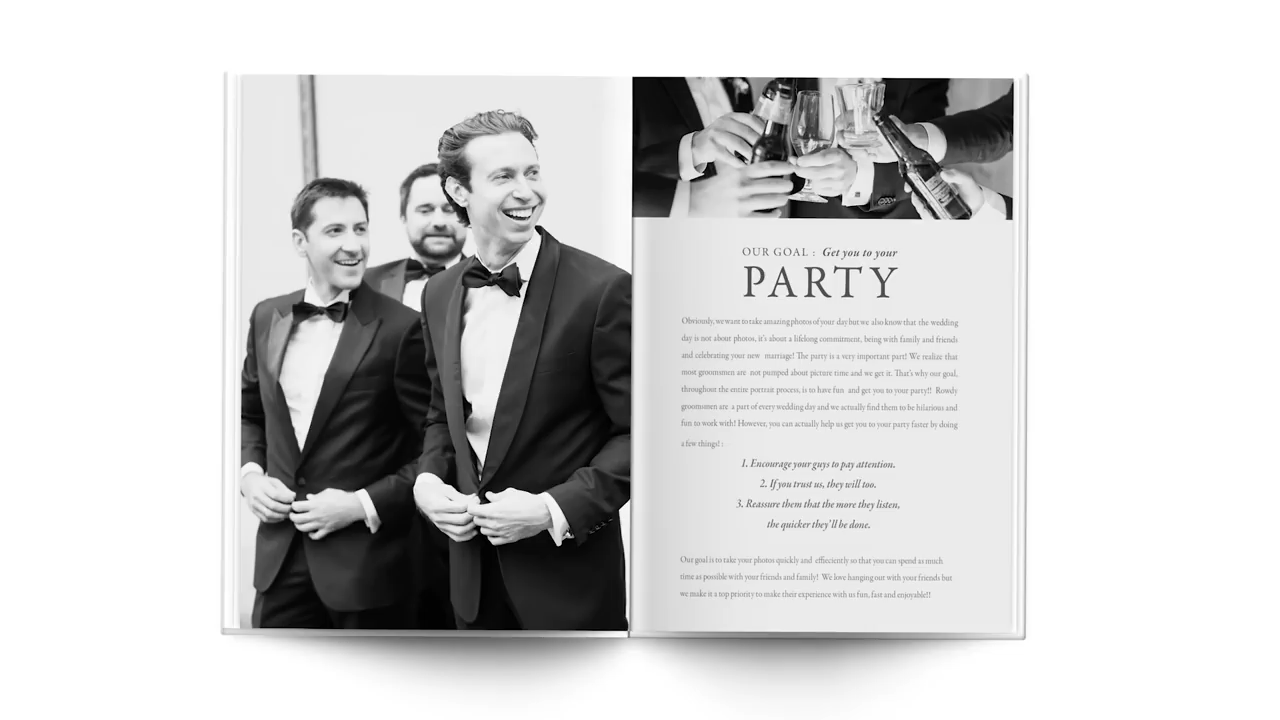 OUR GOAL : Get you to your
PARTY
Obviously, we want to take amazing photos of your day but we also know that the wedding
day is not about photos, it's about a lifelong commitment, being with family and friends
and celebrating your new marriage! The party is a very important part! We realize that
most groomsmen are not pumped about picture time and we get it. That's why our goal,
throughout the entire portrait process, is to have fun and get you to your party!! Rowdy
groomsmen are a part of every wedding day and we actually find them to be hilarious and
fun to work with! However, you can actually help us get you to your party faster by doing
a few things! :
1. Encourage your guys to pay attention.
2. If you trust us, they will too.
3. Reassure them that the more they listen,
the quicker they'll be done.
Our goal is to take your photos quickly and effieciently so that you can spend as much
time as possible with your friends and family! We love hanging out with your friends but
we make it a top priority to make their experience with us fun, fast and enjoyable!!